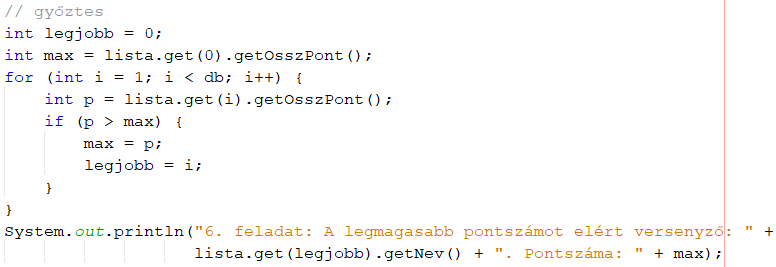 // győztes
int legjobb = 0;
int max = lista.get(0).getOsszPont();
for (int i = 1; i < db; i++) {
    int p = lista.get(i).getOsszPont();
    if (p > max) {
        max = p;
        legjobb = i;
    }
}
System.out.println("6. feladat: A legmagasabb pontszámot elért versenyző: " +
                   lista.get(legjobb).getNev() + ". Pontszáma: " + max);